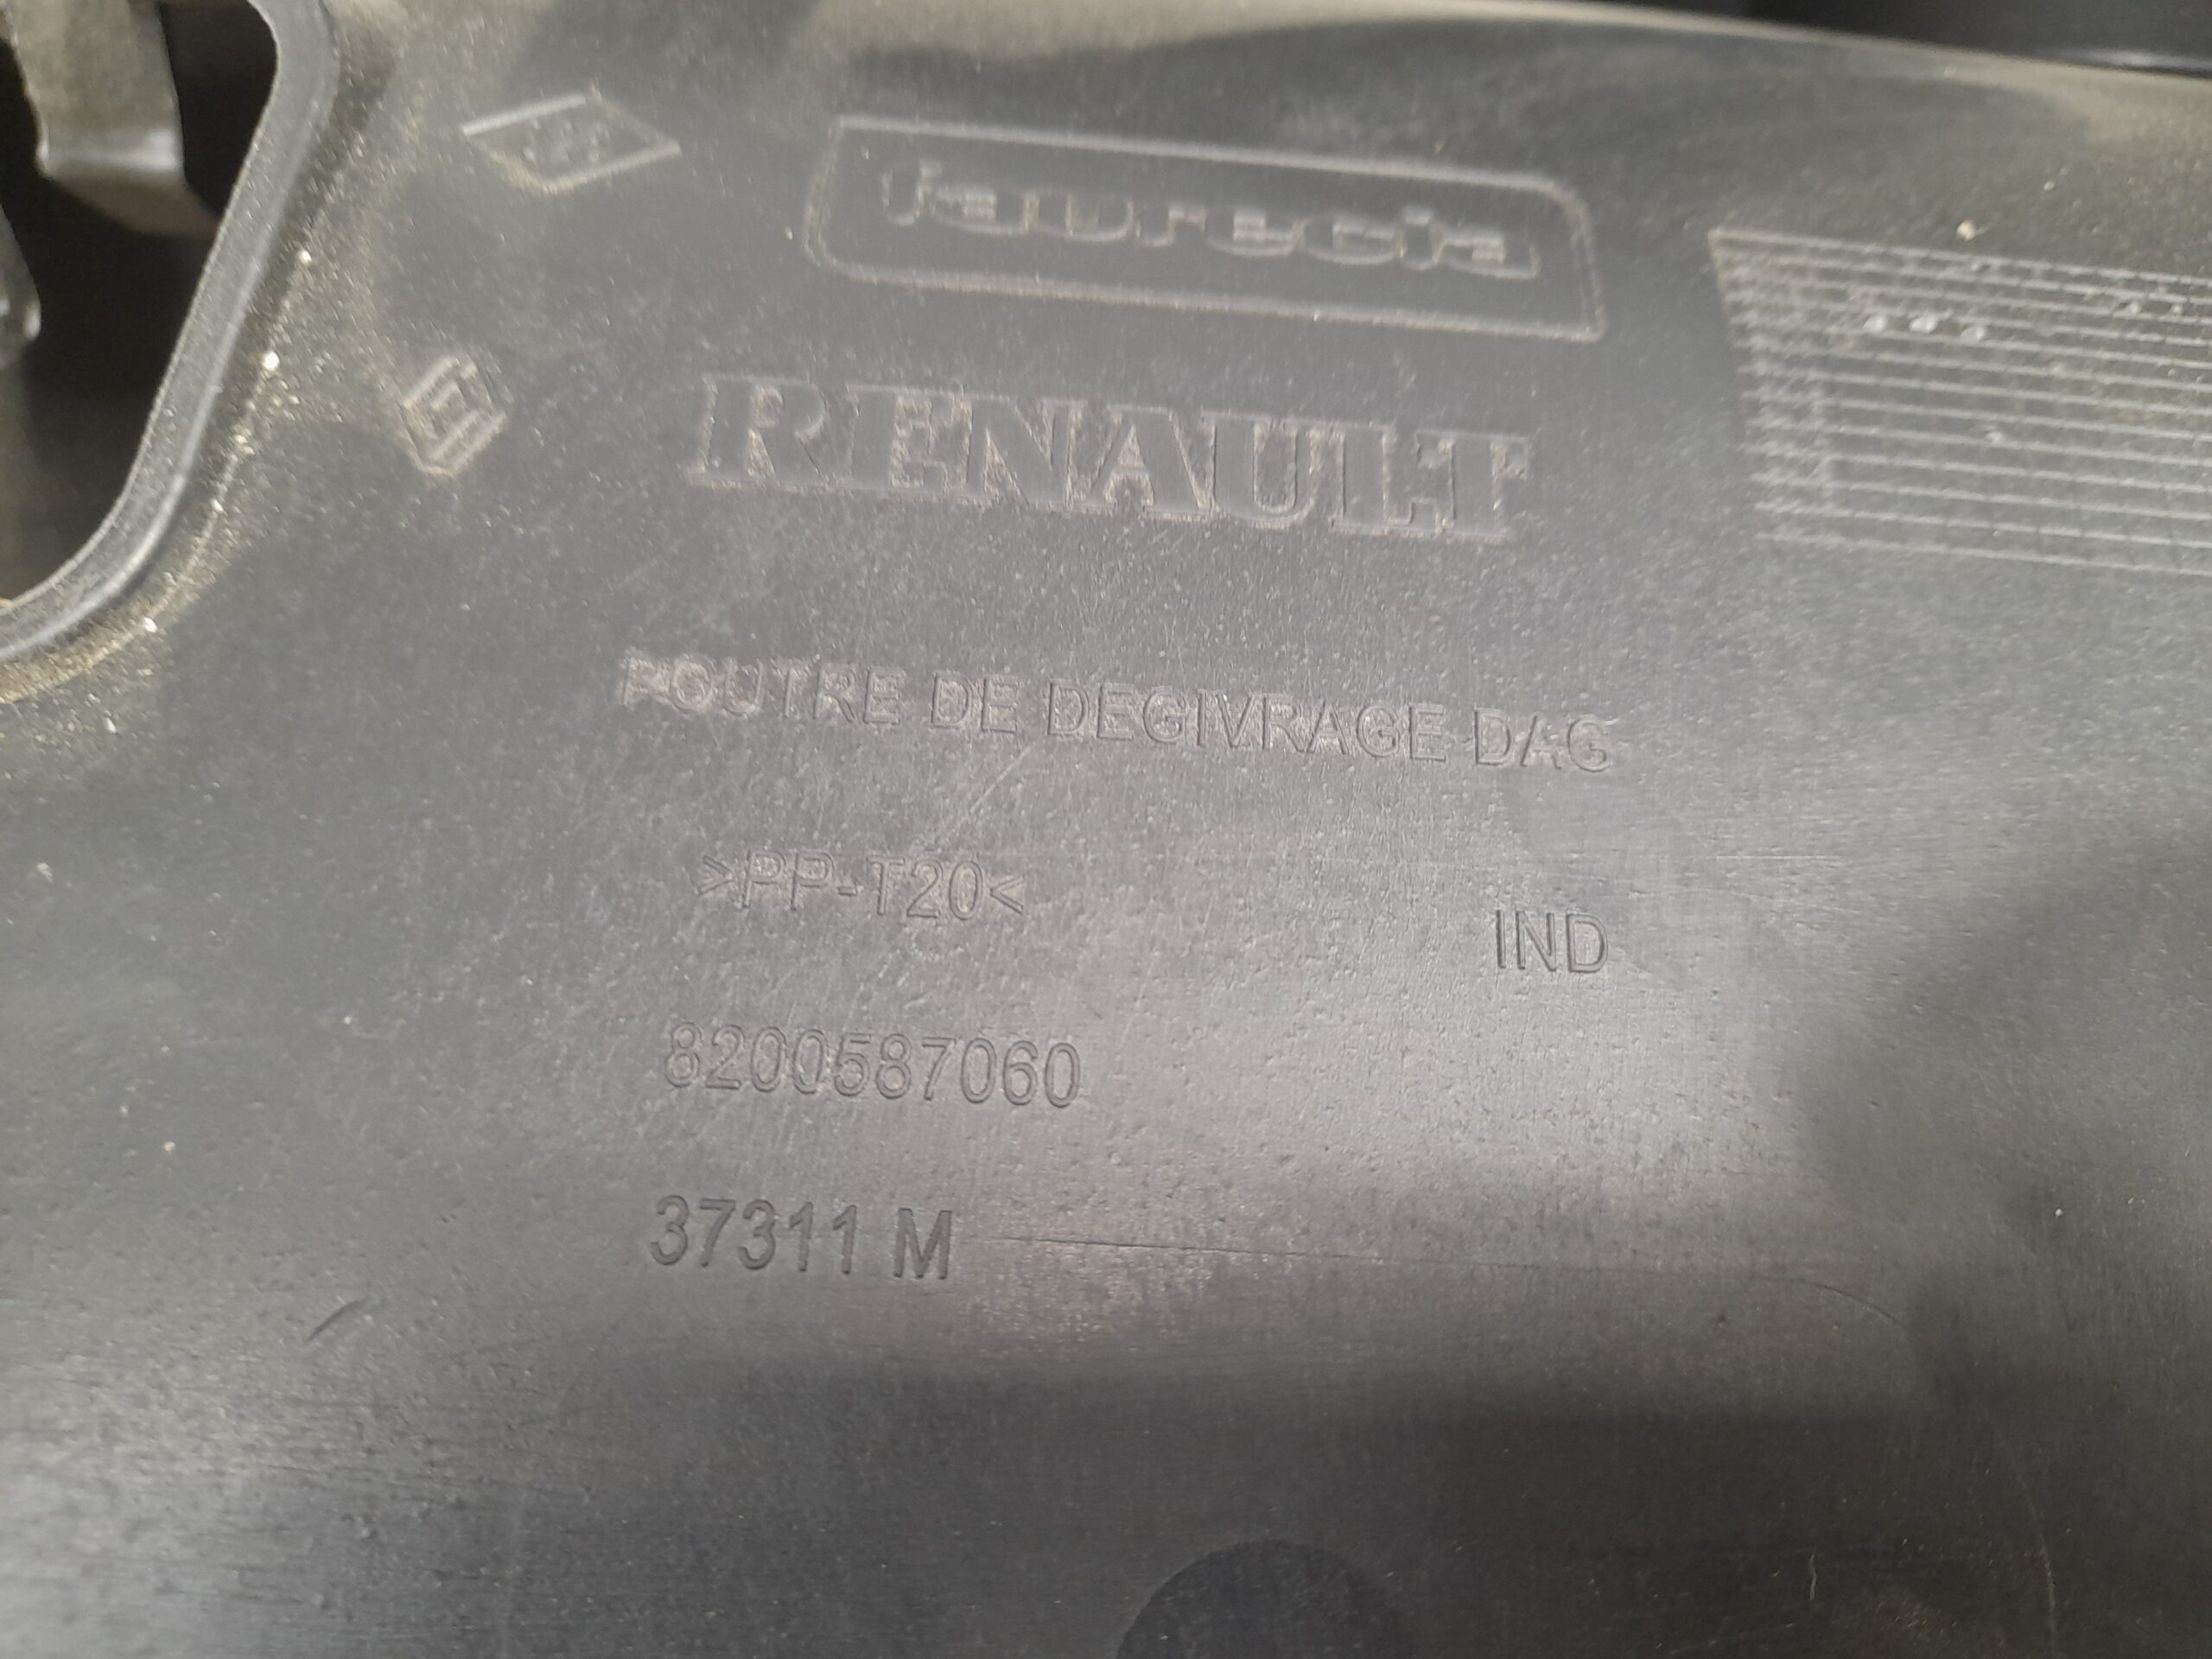 faurecia
RENAULT
POUTRE DE DEGIVRAGE DAG
>PP-T20<
IND
8200587060
37311 M